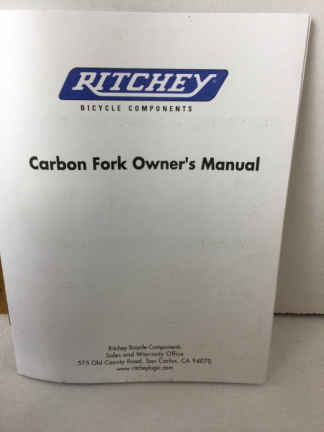 RITCHEY
BICYCLE COMPONENTS
Carbon Fork Owner's Manual
Ritchey Bicycle Components
Sales and Warranty Office
575 Old County Road, San Carlos, CA 94070
www.ritcheylogic.com